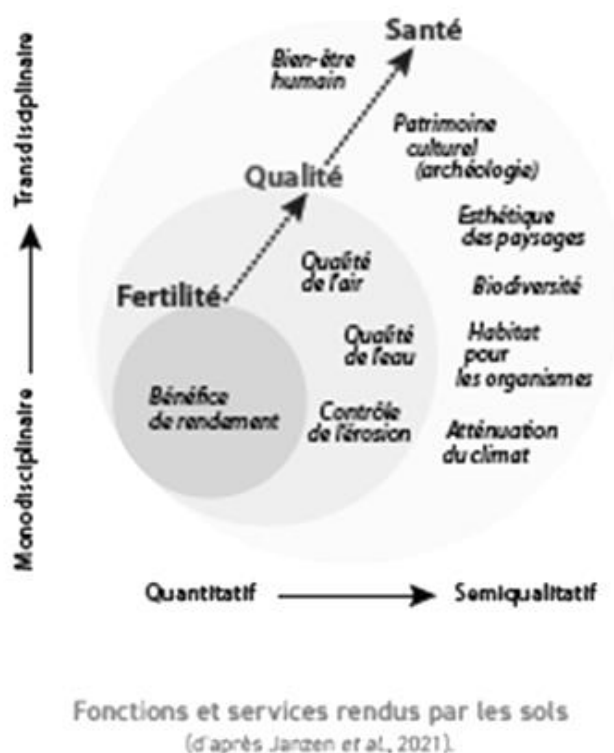 Santé
Bien-être
humain
Patrimoine
culturel
(archéologie)
Qualité
Esthétique
des paysages
Qualité
de l'air
Biodiversité
Fertilité
Qualité
de l'eau
Habitat
pour
les organismes
Bénéfice
de rendement
Contrôle
de l'érosion
Atténuation
du climat
Transdisdplinaire
Monodisciplinaire
Quantitatif
Semiqualitatif
Fonctions et services rendus par les sols
(d'après Janzen et al., 2021).